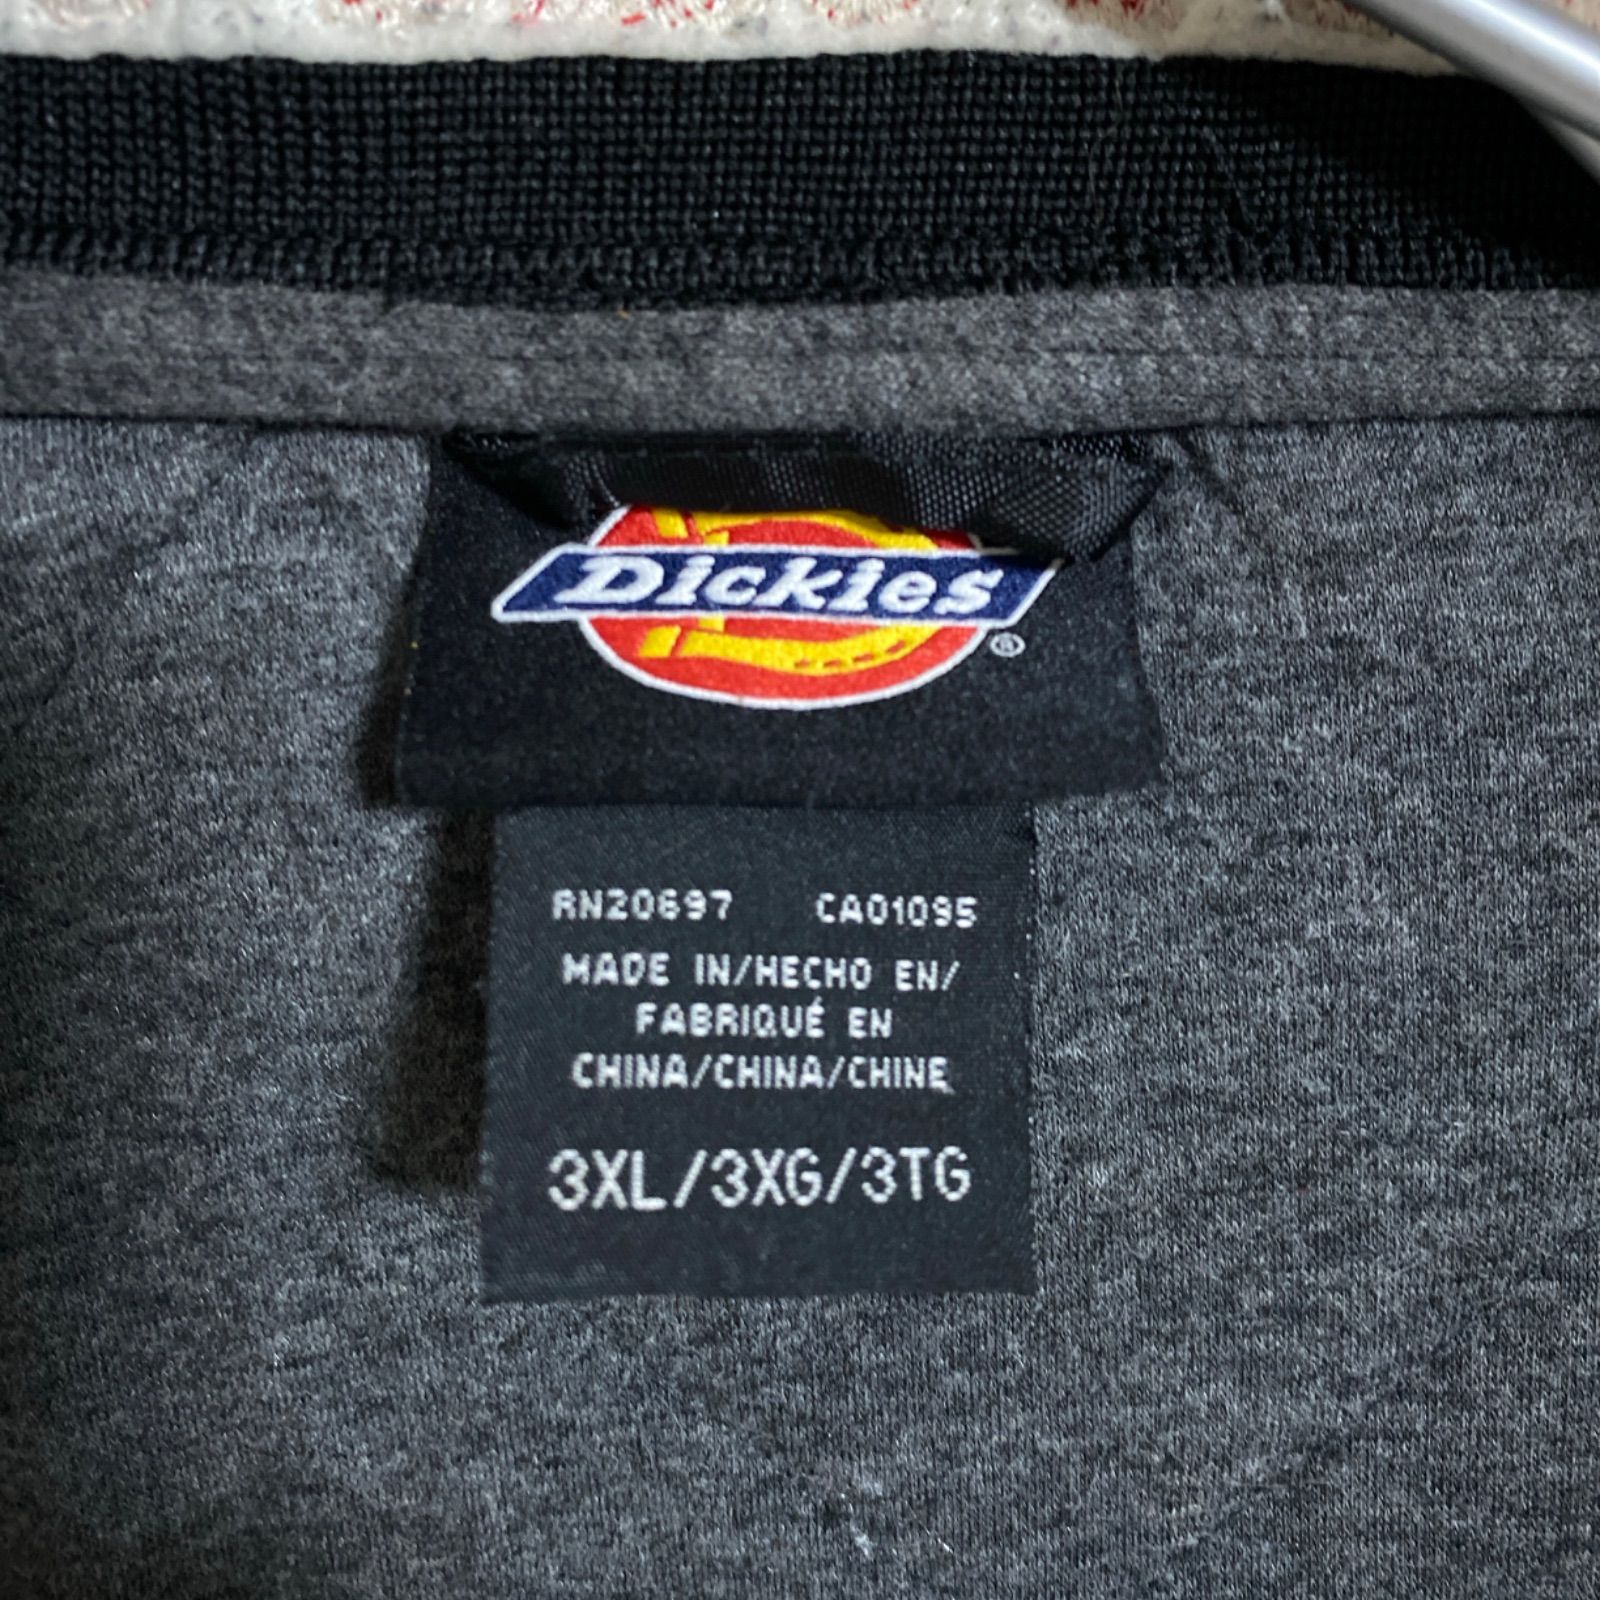 Dickies®
RN20697 CA01095
MADE IN/HECHO EN/
FABRIQUÉ EN
CHINA/CHINA/CHINE
3XL/3XG/3TG